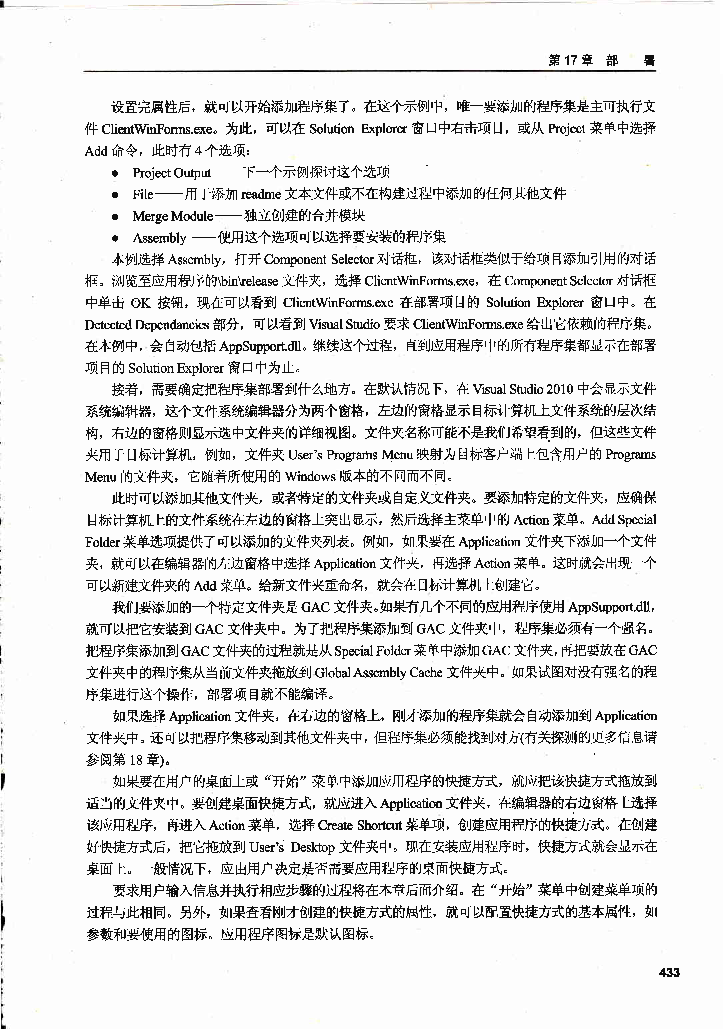 第 17 章 部 署
设置完属性后，就可以开始添加程序集了。在这个示例中，唯一要添加的程序集是主可执行文
件 ClientWinForms.exe。为此，可以在 Solution Explorer 窗口中右击项目，或从 Project 菜单中选择
Add 命令，此时有 4 个选项：
● Project Output——下一个示例探讨这个选项
● File——用于添加 readme 文本文件或不在构建过程中添加的任何其他文件
● Merge Module——独立创建的合并模块
● Assembly ——使用这个选项可以选择要安装的程序集
本例选择 Assembly，打开 Component Selector 对话框，该对话框类似于给项目添加引用的对话
框。浏览至应用程序的\bin\release 文件夹，选择 ClientWinForms.exe，在 Component Selector 对话框
中单击 OK 按钮，现在可以看到 ClientWinForms.exe 在部署项目的 Solution Explorer 窗口中。在
Detected Dependancies 部分，可以看到 Visual Studio 要求 ClientWinForms.exe 给出它依赖的程序集。
在本例中，会自动包括 AppSupport.dll。继续这个过程，直到应用程序中的所有程序集都显示在部署
项目的 Solution Explorer 窗口中为止。
接着，需要确定把程序集部署到什么地方。在默认情况下，在 Visual Studio 2010 中会显示文件
系统编辑器，这个文件系统编辑器分为两个窗格，左边的窗格显示目标计算机上文件系统的层次结
构，右边的窗格则显示选中文件夹的详细视图。文件夹名称可能不是我们希望看到的，但这些文件
夹用于目标计算机，例如，文件夹 User's Programs Menu 映射为目标客户端上包含用户的 Programs
Menu 的文件夹，它随着所使用的 Windows 版本的不同而不同。
此时可以添加其他文件夹，或者特定的文件夹或自定义文件夹。要添加特定的文件夹，应确保
目标计算机上的文件系统在左边的窗格上突出显示，然后选择主菜单中的 Action 菜单。Add Special
Folder 菜单选项提供了可以添加的文件夹列表。例如，如果要在 Application 文件夹下添加一个文件
夹，就可以在编辑器的左边窗格中选择 Application 文件夹，再选择 Action 菜单。这时就会出现一个
可以新建文件夹的 Add 菜单。给新文件夹重命名，就会在目标计算机上创建它。
我们要添加的一个特定文件夹是 GAC 文件夹。如果有几个不同的应用程序使用 AppSupport.dll，
就可以把它安装到 GAC 文件夹中。为了把程序集添加到 GAC 文件夹中，程序集必须有一个强名。
把程序集添加到 GAC 文件夹的过程就是从 Special Folder 菜单中添加 GAC 文件夹，再把要放在 GAC
文件夹中的程序集从当前文件夹拖放到 Global Assembly Cache 文件夹中。如果试图对没有强名的程
序集进行这个操作，部署项目就不能编译。
如果选择 Application 文件夹，在右边的窗格上，刚才添加的程序集就会自动添加到 Application
文件夹中。还可以把程序集移动到其他文件夹中，但程序集必须能找到对方(有关探测的更多信息请
参阅第 18 章)。
如果要在用户的桌面上或“开始”菜单中添加应用程序的快捷方式，就应把该快捷方式拖放到
适当的文件夹中。要创建桌面快捷方式，就应进入 Application 文件夹，在编辑器的右边窗格上选择
该应用程序，再进入 Action 菜单，选择 Create Shortcut 菜单项，创建应用程序的快捷方式。在创建
好快捷方式后，把它拖放到 User's Desktop 文件夹中。现在安装应用程序时，快捷方式就会显示在
桌面上。一般情况下，应由用户决定是否需要应用程序的桌面快捷方式。
要求用户输入信息并执行相应步骤的过程将在本章后面介绍。在“开始”菜单中创建菜单项的
过程与此相同。另外，如果查看刚才创建的快捷方式的属性，就可以配置快捷方式的基本属性，如
参数和要使用的图标。应用程序图标是默认图标。
433